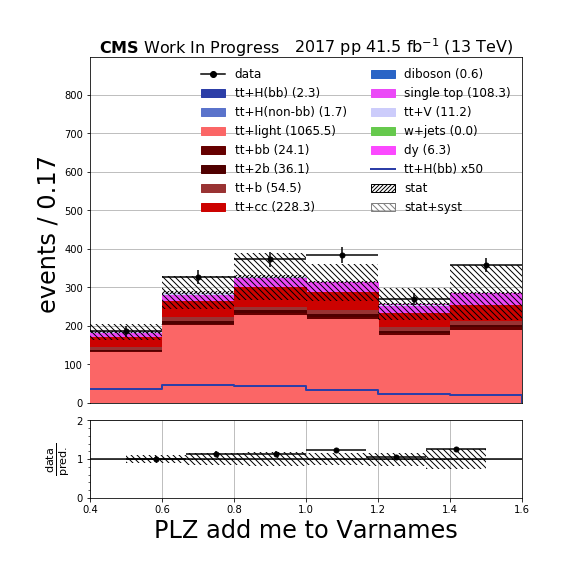 CMS Work In Progress 2017 pp 41.5 fb⁻¹ (13 TeV)
data
tt+H(bb) (2.3)
tt+H(non-bb) (1.7)
tt+light (1065.5)
tt+bb (24.1)
tt+2b (36.1)
tt+b (54.5)
tt+cc (228.3)
diboson (0.6)
single top (108.3)
tt+V (11.2)
w+jets (0.0)
dy (6.3)
tt+H(bb) x50
stat
stat+syst
events / 0.17
800
700
600
500
400
300
200
100
0
data
pred.
2
1
0
0.4 0.6 0.8 1.0 1.2 1.4 1.6
PLZ add me to Varnames